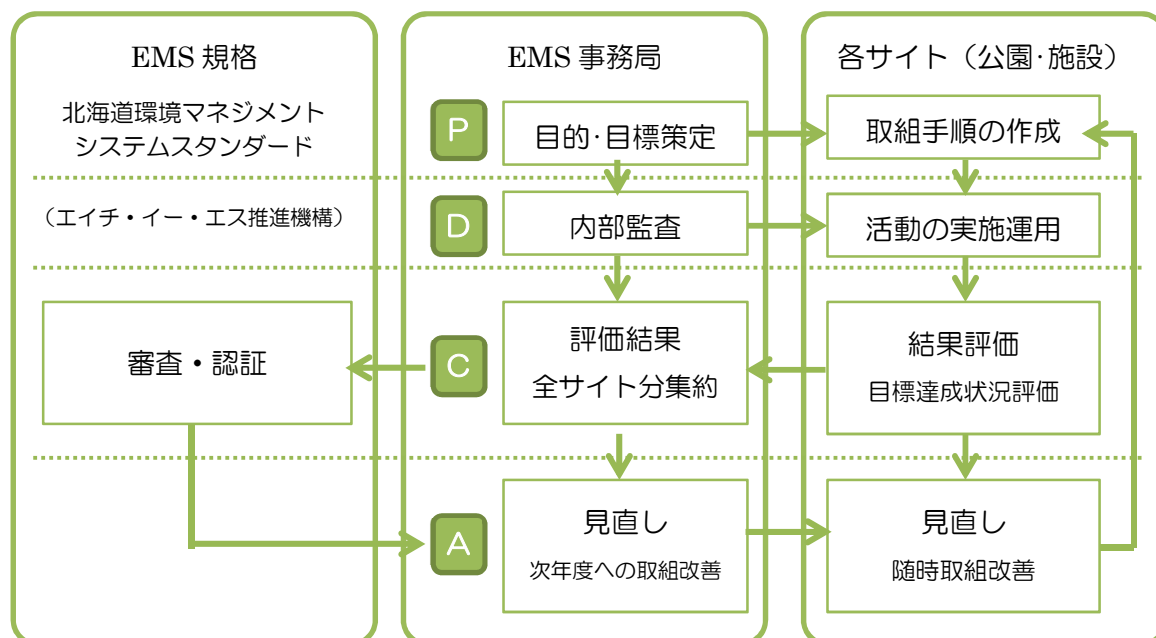 EMS 規格
北海道環境マネジメント
システムスタンダード
（エイチ・イー・エス推進機構）
審査・認証
EMS 事務局
P
目的･目標策定
D
内部監査
C
評価結果
全サイト分集約
A
見直し
次年度への取組改善
各サイト（公園･施設）
取組手順の作成
活動の実施運用
結果評価
目標達成状況評価
見直し
随時取組改善